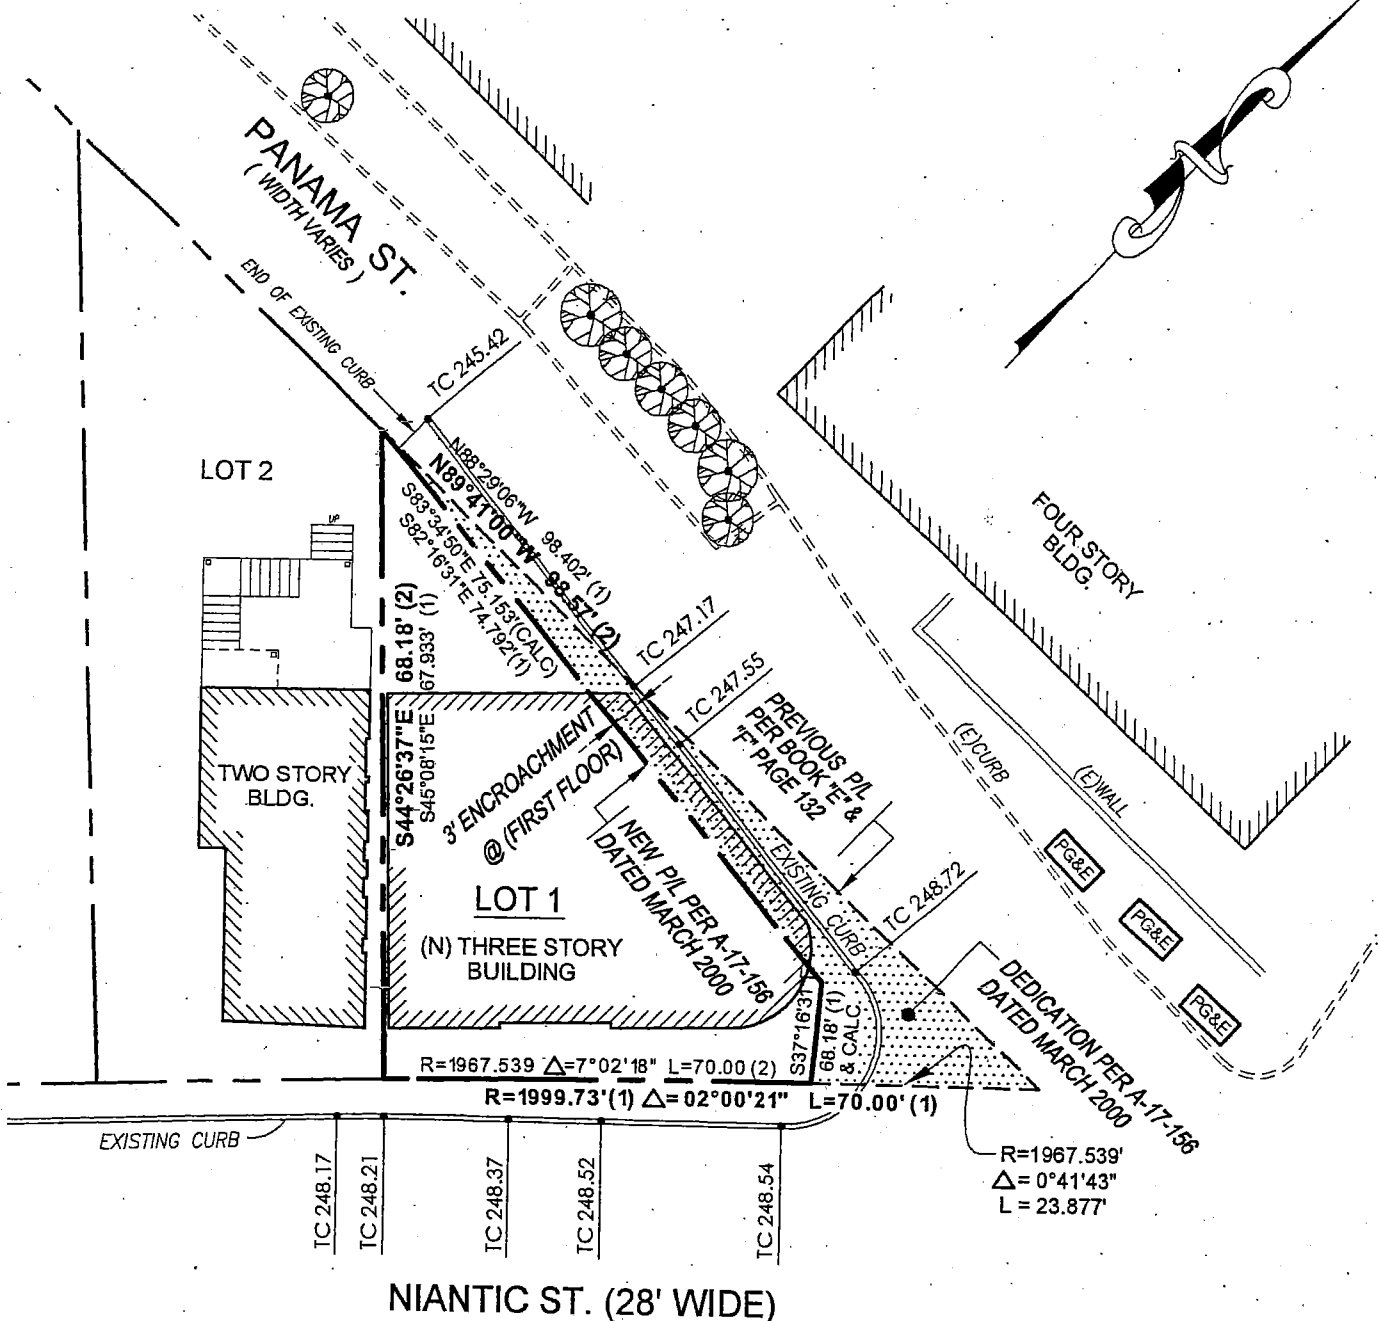 PANAMA ST.
( WIDTH VARIES )
END OF EXISTING CURB
TC 245.42
LOT 2
UP
N88°29'06"W 98.402' (1)
N89°41'00"W 98.57' (2)
S83°34'50"E 75.153'(CALC)
S82°16'31"E 74.792'(1)
S44°26'37"E 68.18' (2)
S45°08'15"E 67.933' (1)
TC 247.17
TC 247.55
FOUR STORY
BLDG.
PREVIOUS P/L
PER BOOK "E" &
"F" PAGE 132
(E)CURB
(E)WALL
TWO STORY
BLDG.
3' ENCROACHMENT
@ (FIRST FLOOR)
NEW P/L PER A-17-156
DATED MARCH 2000
EXISTING CURB
TC 248.72
PG&E
PG&E
PG&E
LOT 1
(N) THREE STORY
BUILDING
DEDICATION PER A-17-156
DATED MARCH 2000
S37°16'31"
68.18' (1)
& CALC.
R=1967.539 △=7°02'18" L=70.00 (2)
R=1999.73'(1) △=02°00'21" L=70.00' (1)
R=1967.539'
△= 0°41'43"
L = 23.877'
EXISTING CURB
TC 248.17
TC 248.21
TC 248.37
TC 248.52
TC 248.54
NIANTIC ST. (28' WIDE)